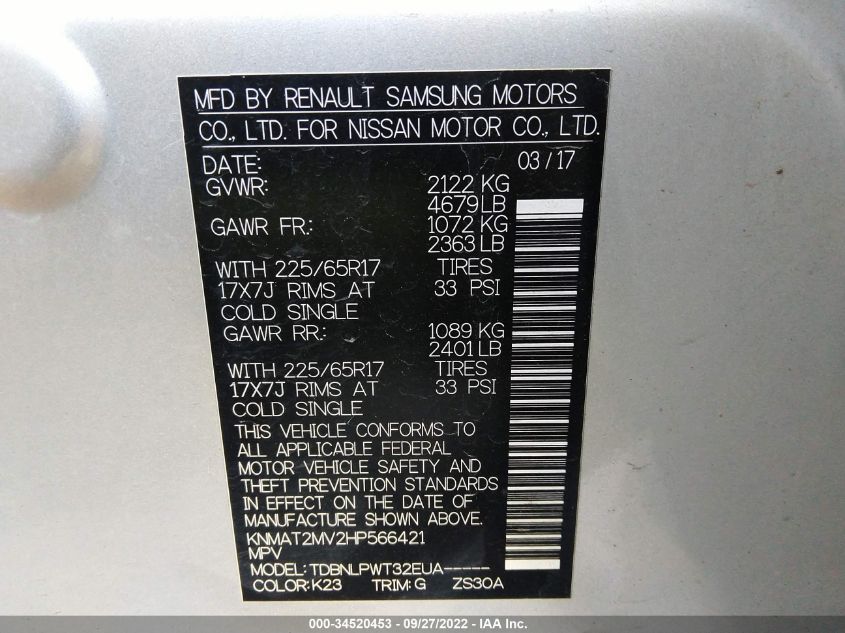 MFD BY RENAULT SAMSUNG MOTORS
CO., LTD. FOR NISSAN MOTOR CO., LTD.
DATE: 03/17
GVWR: 2122 KG
4679LB
GAWR FR.: 1072 KG
2363 LB
WITH 225/65R17 TIRES
17X7J RIMS AT 33 PSI
COLD SINGLE
GAWR RR.: 1089 KG
2401LB
WITH 225/65R17 TIRES
17X7J RIMS AT 33 PSI
COLD SINGLE
THIS VEHICLE CONFORMS TO
ALL APPLICABLE FEDERAL
MOTOR VEHICLE SAFETY AND
THEFT PREVENTION STANDARDS
IN EFFECT ON THE DATE OF
MANUFACTURE SHOWN ABOVE.
KNMAT2MV2HP566421
MPV
MODEL: TDBNLPWT32EUA-----
COLOR:K23 TRIM:G ZS30A
000-34520453 - 09/27/2022 - IAA Inc.